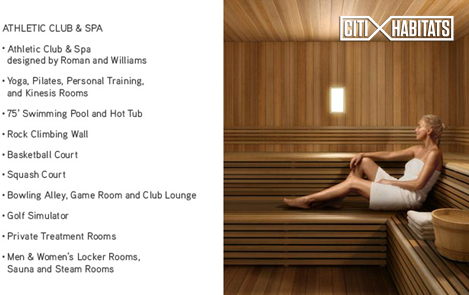 ATHLETIC CLUB & SPA
• Athletic Club & Spa
designed by Roman and Williams
• Yoga, Pilates, Personal Training,
and Kinesis Rooms
• 75' Swimming Pool and Hot Tub
• Rock Climbing Wall
• Basketball Court
• Squash Court
• Bowling Alley, Game Room and Club Lounge
• Golf Simulator
• Private Treatment Rooms
• Men & Women's Locker Rooms,
Sauna and Steam Rooms
CITI HABITATS